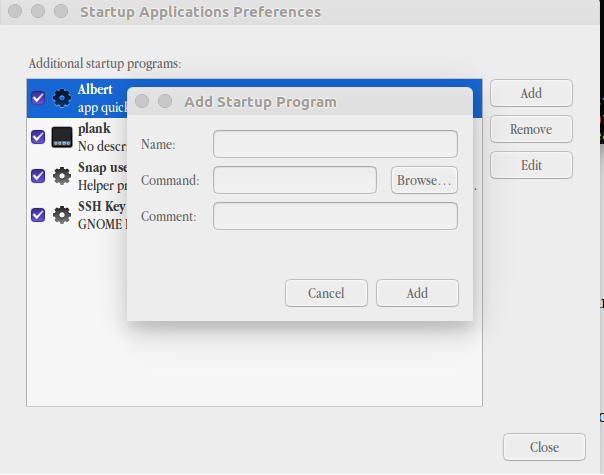 Startup Applications Preferences
Additional startup programs:
Albert
app quick
plank
No descri
Snap use
Helper pr
SSH Key
GNOME
Add
Remove
Edit
Add Startup Program
Name:
Command:
Browse...
Comment:
Cancel
Add
Close